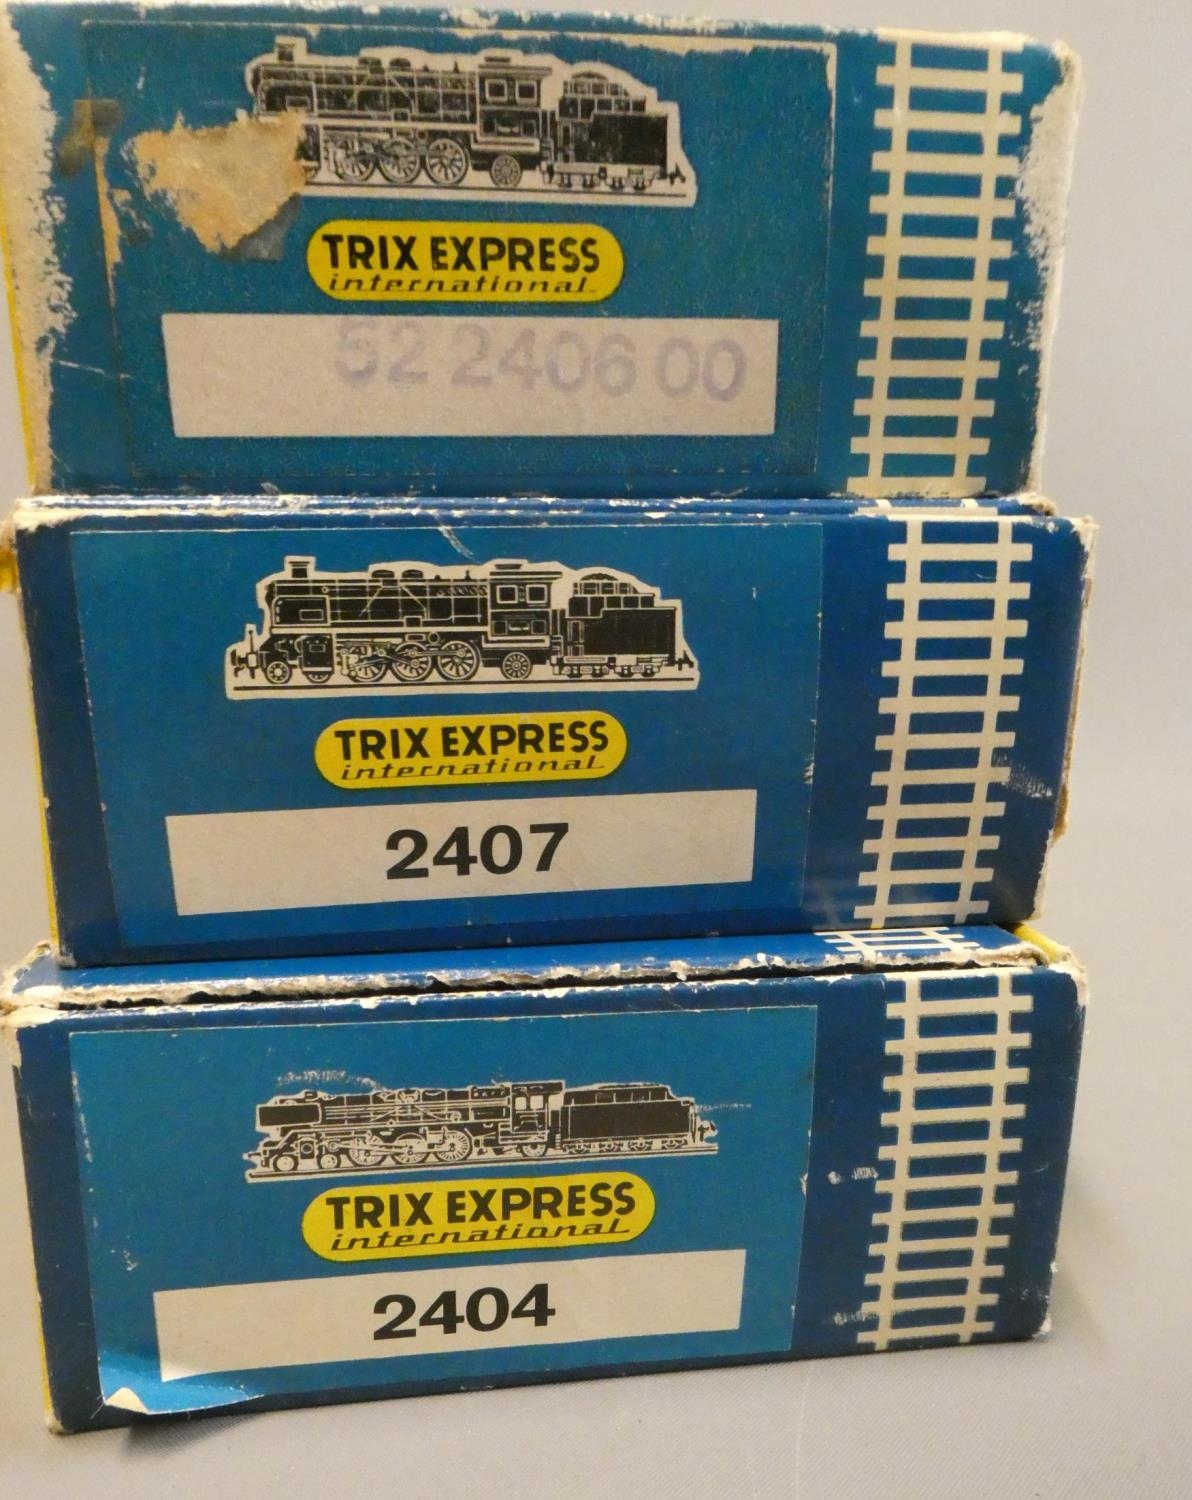 TRIX EXPRESS
international
52 2406 00
TRIX EXPRESS
international
2407
TRIX EXPRESS
international
2404